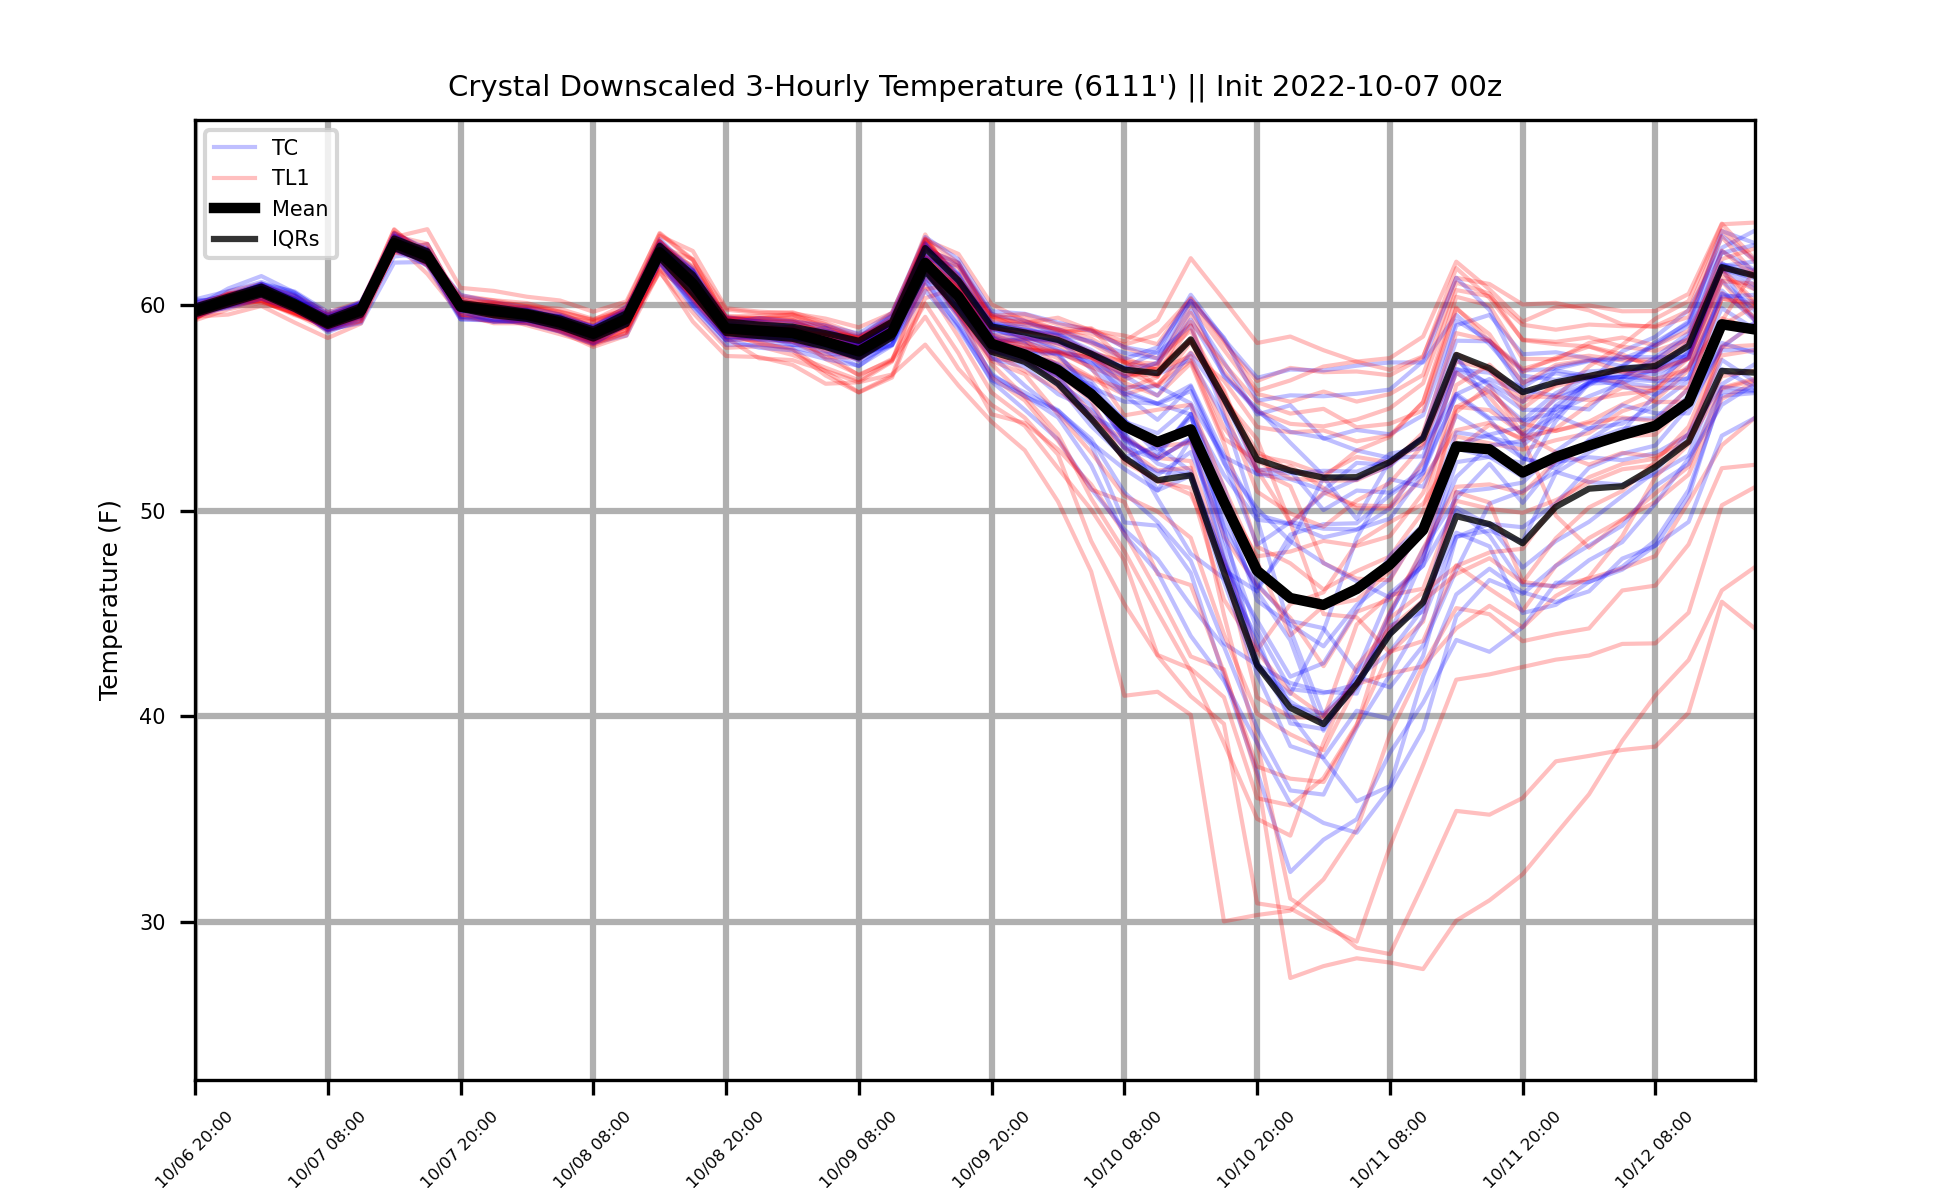 Crystal Downscaled 3-Hourly Temperature (6111') || Init 2022-10-07 00z
TC
TL1
Mean
IQRs
Temperature (F)
60
50
40
30
10/06 20:00
10/07 08:00
10/07 20:00
10/08 08:00
10/08 20:00
10/09 08:00
10/09 20:00
10/10 08:00
10/10 20:00
10/11 08:00
10/11 20:00
10/12 08:00